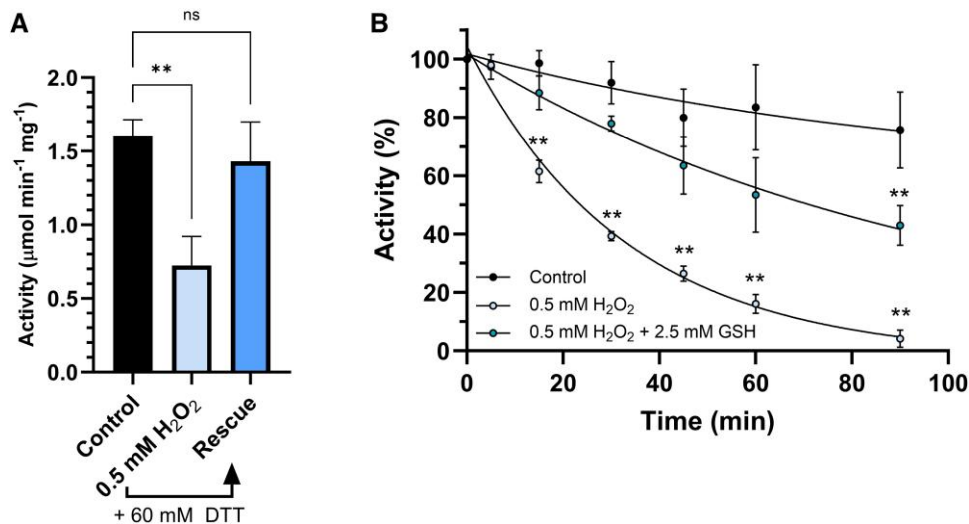 A
ns
**
2.0
1.5
1.0
0.5
0.0
Activity (μmol min⁻¹ mg⁻¹)
Control
0.5 mM H₂O₂
Rescue
+ 60 mM DTT
B
100
80
60
40
20
0
Activity (%)
**
**
**
**
**
**
Control
0.5 mM H₂O₂
0.5 mM H₂O₂ + 2.5 mM GSH
0 20 40 60 80 100
Time (min)